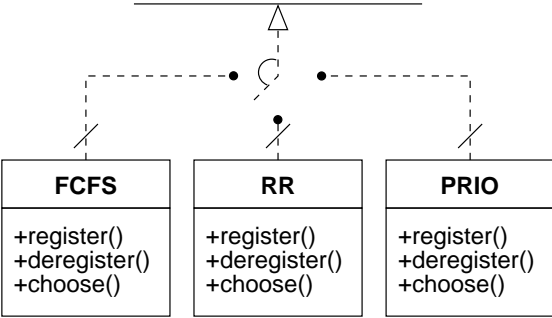 FCFS RR PRIO
+register() +register() +register()
+deregister() +deregister() +deregister()
+choose() +choose() +choose()